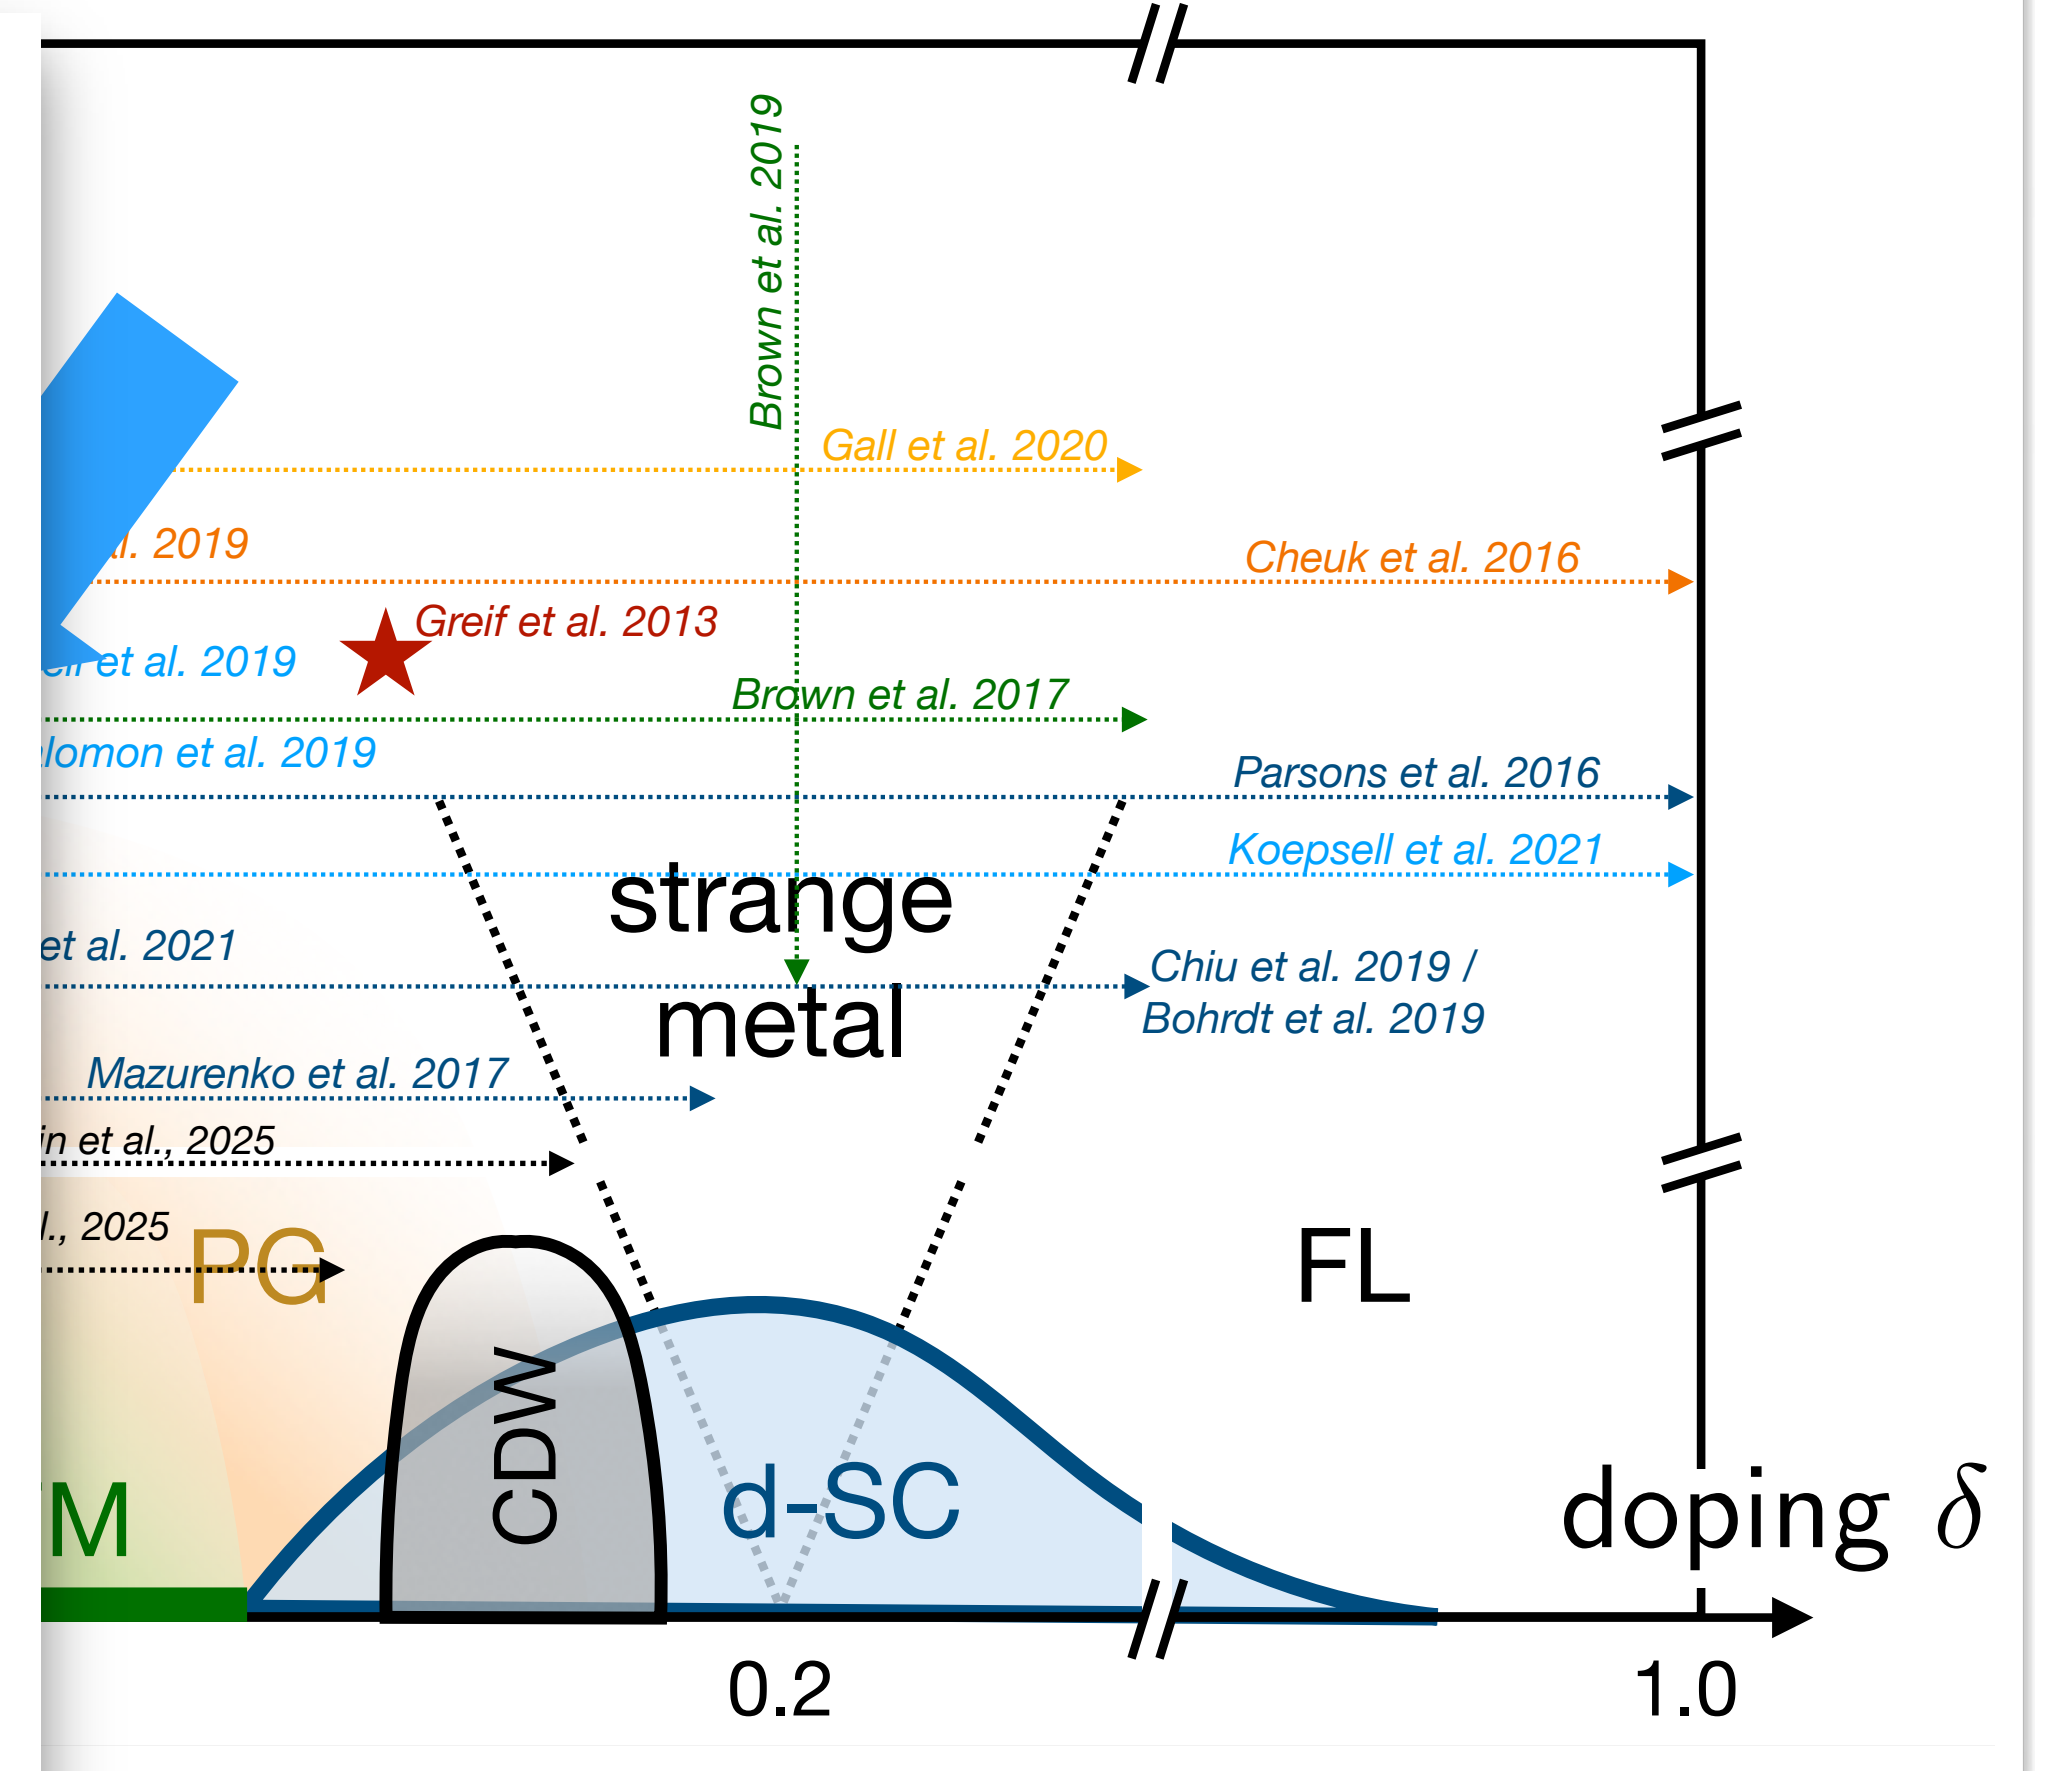 Brown et al. 2019
Gall et al. 2020
al. 2019
Cheuk et al. 2016
Greif et al. 2013
et al. 2019
Brown et al. 2017
lomon et al. 2019
Parsons et al. 2016
Koepsell et al. 2021
strange
et al. 2021
Chiu et al. 2019 /
metal
Bohrdt et al. 2019
Mazurenko et al. 2017
in et al., 2025
l., 2025
PG
FL
CDW
d-SC
M
doping δ
0.2
1.0